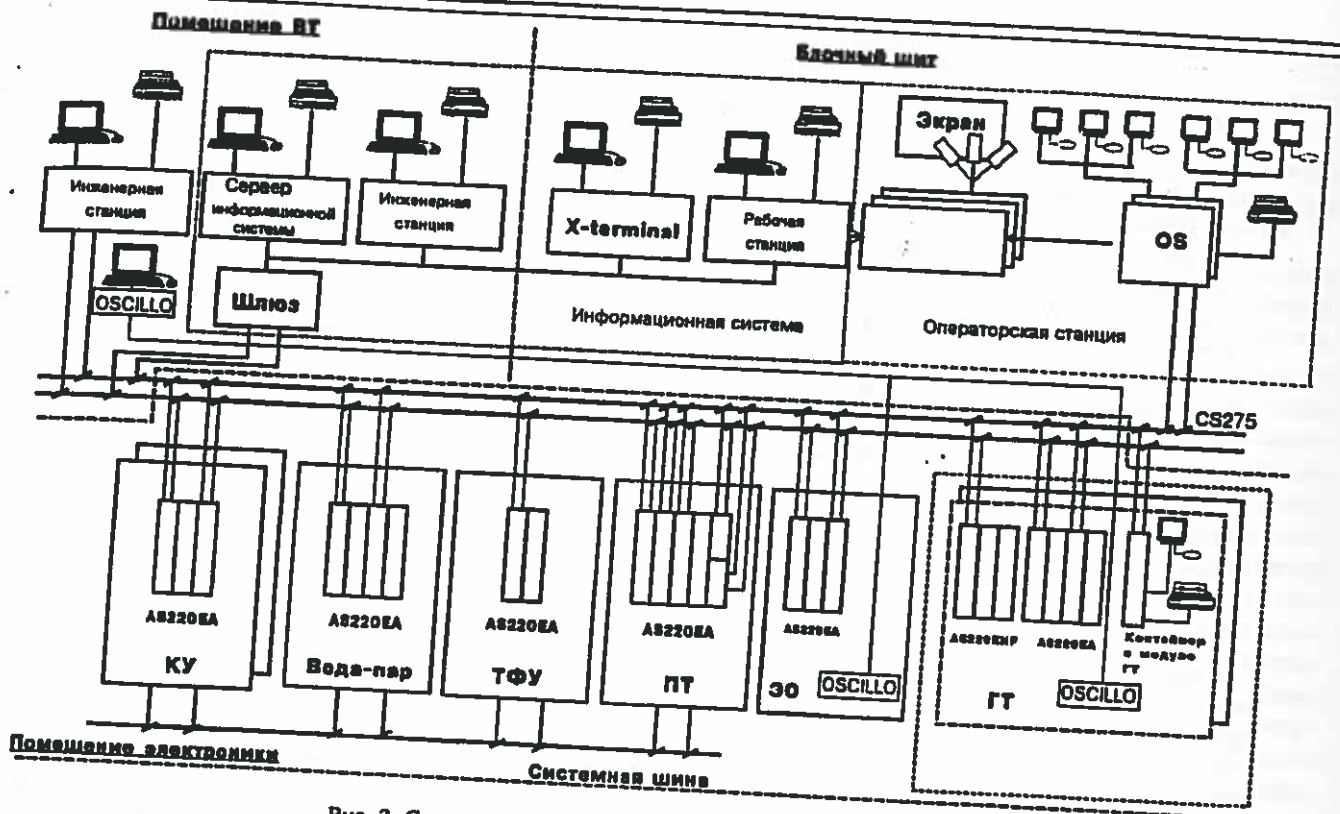 Помещение ВТ
Блочный щит
Экран
Инженерная
станция
Сервер
информационной
системы
Инженерная
станция
X-terminal
Рабочая
станция
OS
OSCILLO
Шлюз
Информационная система
Операторская станция
CS275
AS220EA
КУ
AS220EA
Вода-пар
AS220EA
ТФУ
AS220EA
ПТ
AS220EA
ЭО
OSCILLO
AS220EA
Контейнер
ГТ
ГТ
OSCILLO
Помещение электроники
Системная шина
Рис. 2.